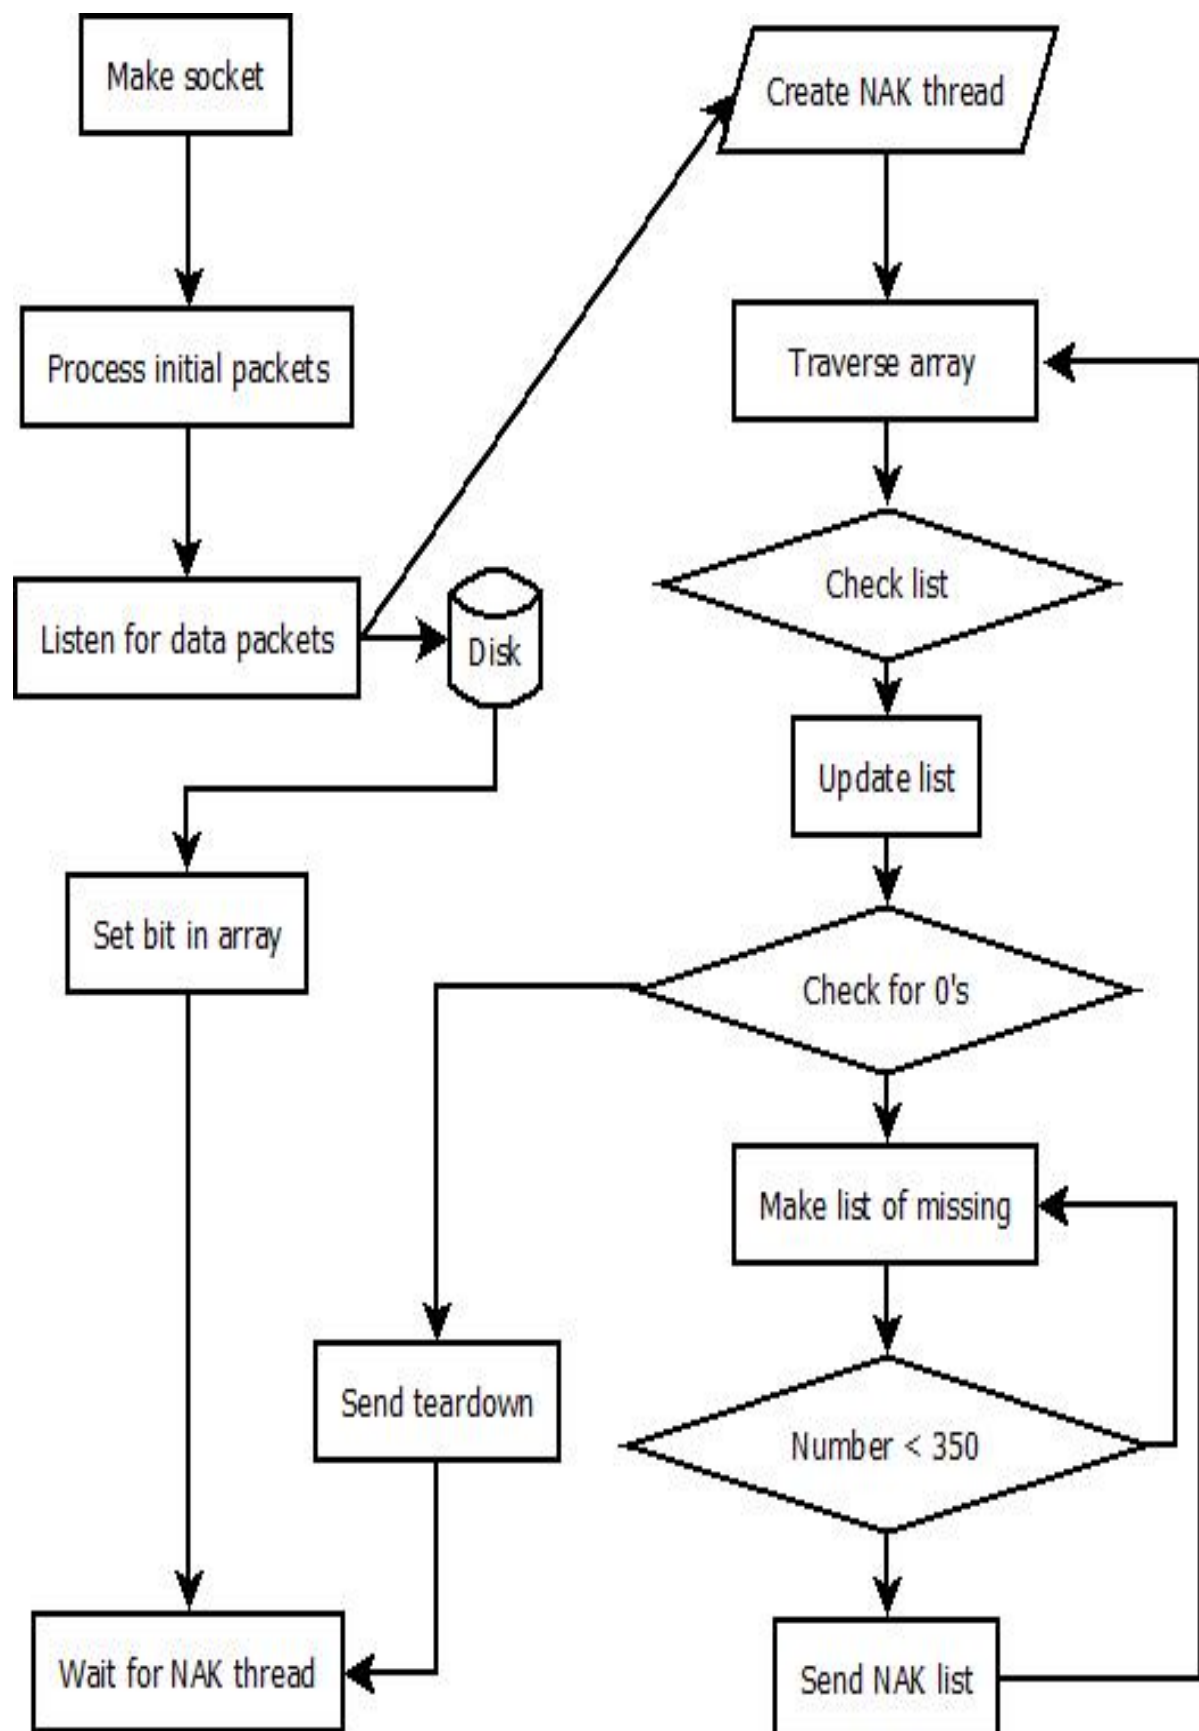 Make socket
Process initial packets
Listen for data packets
Disk
Set bit in array
Wait for NAK thread
Create NAK thread
Traverse array
Check list
Update list
Check for 0's
Send teardown
Make list of missing
Number < 350
Send NAK list